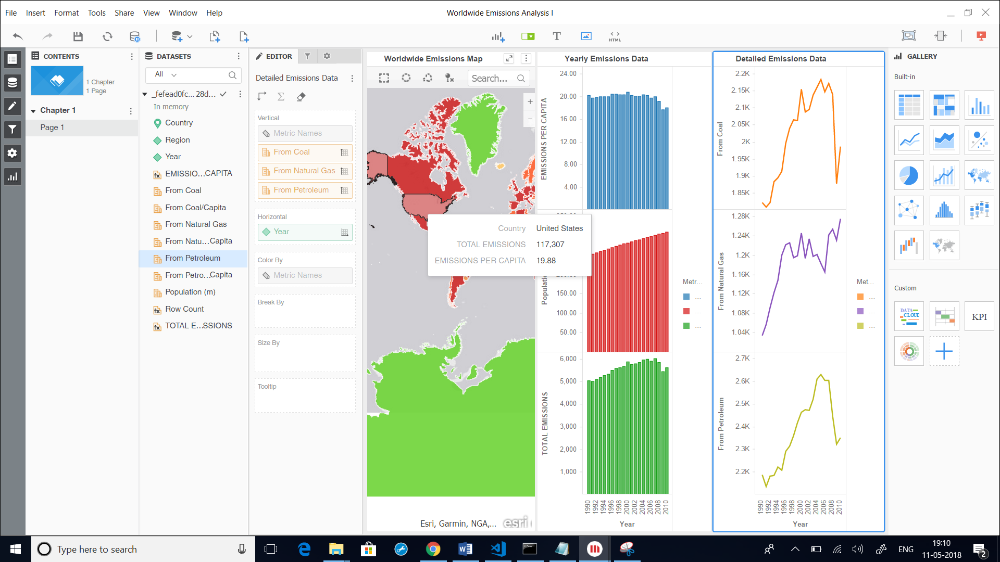 File Insert Format Tools Share View Window Help
Worldwide Emissions Analysis I
HTML
CONTENTS
1 Chapter
1 Page
Chapter 1
Page 1
DATASETS
All
_fefead0fc... 28d...
In memory
Country
Region
Year
EMISSIO...CAPITA
From Coal
From Coal/Capita
From Natural Gas
From Natu...Capita
From Petroleum
From Petro...Capita
Population (m)
Row Count
TOTAL E...SSIONS
EDITOR
Detailed Emissions Data
Vertical
Metric Names
From Coal
From Natural Gas
From Petroleum
Horizontal
Year
Color By
Metric Names
Break By
Size By
Tooltip
Worldwide Emissions Map
Search...
+
−
Country United States
TOTAL EMISSIONS 117,307
EMISSIONS PER CAPITA 19.88
Esri, Garmin, NGA,...
esri
Yearly Emissions Data
EMISSIONS PER CAPITA
24.00
20.00
16.00
12.00
8.00
4.00
Population
150.00
100.00
50.00
TOTAL EMISSIONS
6,000
5,000
4,000
3,000
2,000
1,000
1990 1992 1994 1996 1998 2000 2002 2004 2006 2008 2010
Year
Metr...
...
...
...
Detailed Emissions Data
From Coal
2.2K
2.15K
2.1K
2.05K
2K
1.95K
1.9K
1.85K
From Natural Gas
1.28K
1.24K
1.2K
1.16K
1.12K
1.08K
1.04K
From Petroleum
2.7K
2.6K
2.5K
2.4K
2.3K
2.2K
1990 1992 1994 1996 1998 2000 2002 2004 2006 2008 2010
Year
Met...
...
...
...
GALLERY
Built-in
Custom
DATA
CLOUD
KPI
Type here to search
ENG
19:10
11-05-2018
2